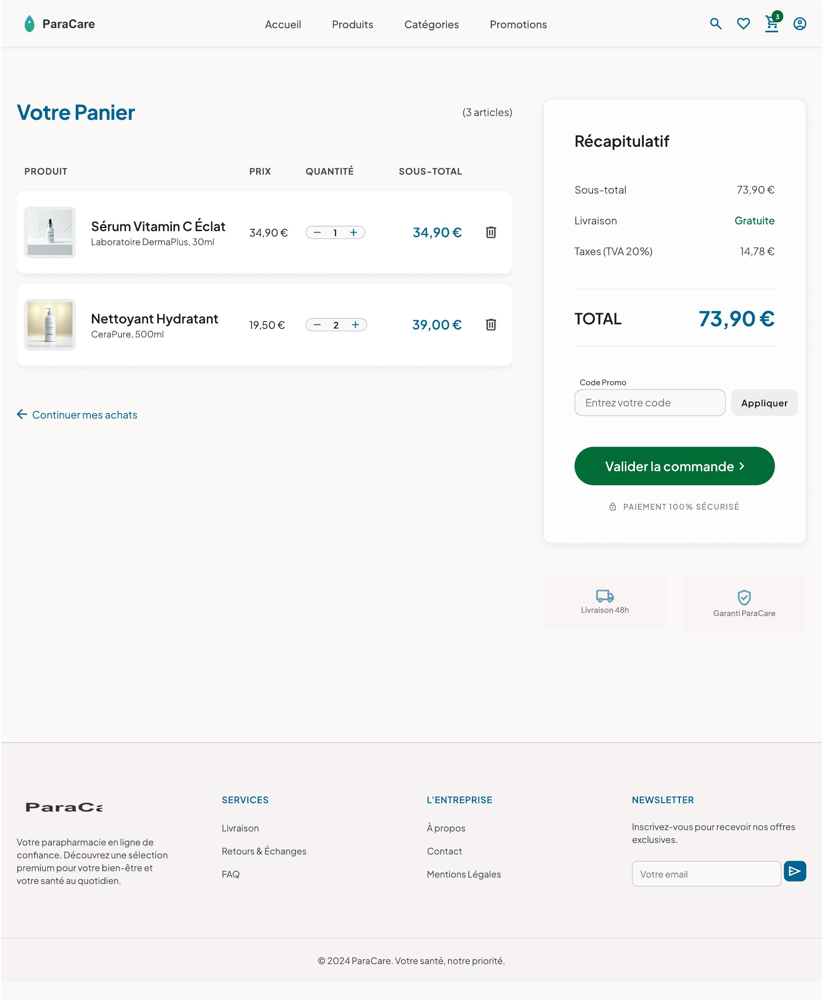 ParaCare
Accueil
Produits
Catégories
Promotions
3
Votre Panier
(3 articles)
PRODUIT
PRIX
QUANTITÉ
SOUS-TOTAL
Sérum Vitamin C Éclat
Laboratoire DermaPlus, 30ml
34,90 €
1
34,90 €
Nettoyant Hydratant
CeraPure, 500ml
19,50 €
2
39,00 €
Continuer mes achats
Récapitulatif
Sous-total
73,90 €
Livraison
Gratuite
Taxes (TVA 20%)
14,78 €
TOTAL
73,90 €
Code Promo
Entrez votre code
Appliquer
Valider la commande
PAIEMENT 100% SÉCURISÉ
Livraison 48h
Garanti ParaCare
ParaCa
Votre parapharmacie en ligne de
confiance. Découvrez une sélection
premium pour votre bien-être et
votre santé au quotidien.
SERVICES
Livraison
Retours & Échanges
FAQ
L'ENTREPRISE
À propos
Contact
Mentions Légales
NEWSLETTER
Inscrivez-vous pour recevoir nos offres
exclusives.
Votre email
© 2024 ParaCare. Votre santé, notre priorité.